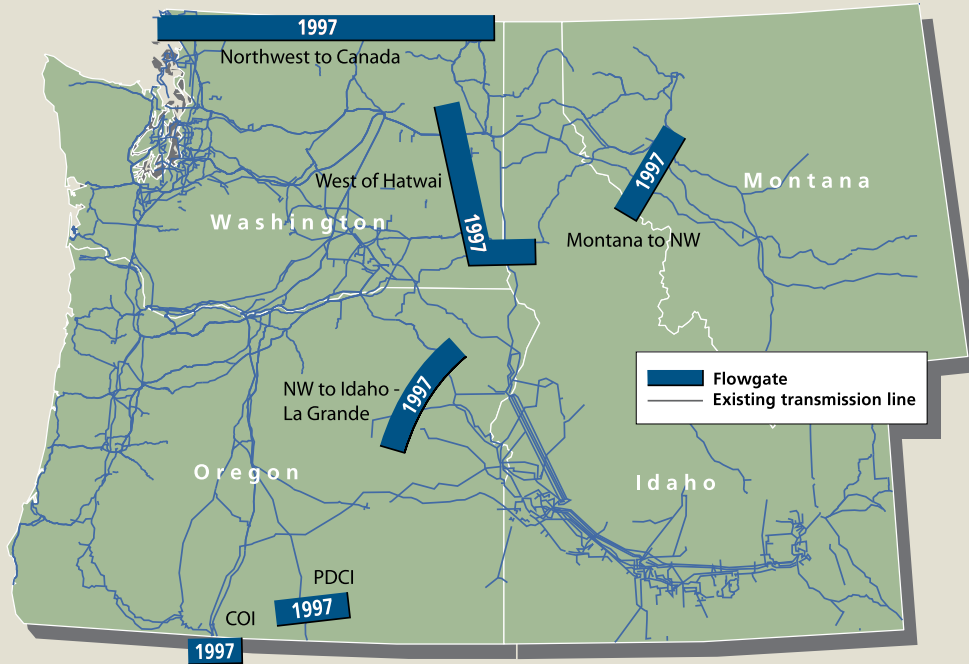 1997
Northwest to Canada
West of Hatwai
1997
1997
Montana
Washington
Montana to NW
Flowgate
Existing transmission line
NW to Idaho -
La Grande
1997
Oregon
Idaho
PDCI
1997
COI
1997